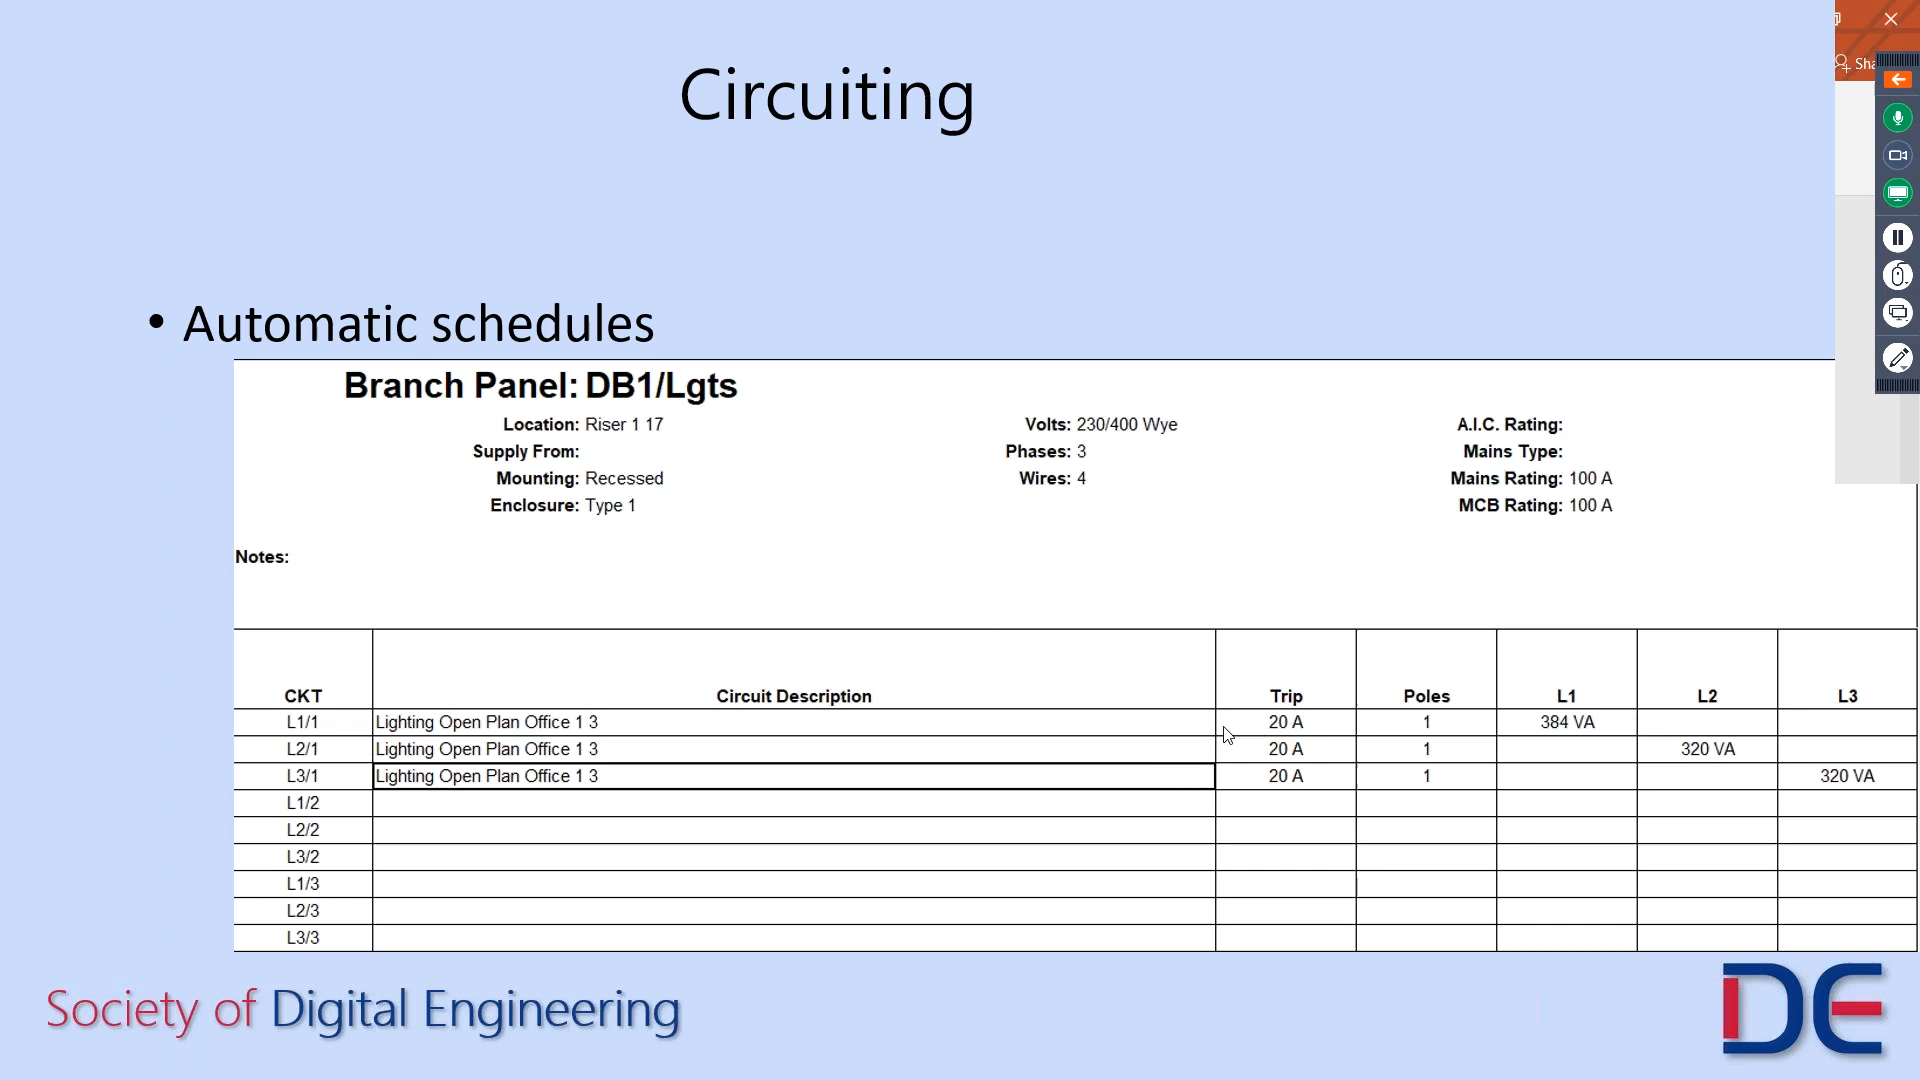 Circuiting
Sha
• Automatic schedules
Branch Panel: DB1/Lgts
Location: Riser 1 17 Volts: 230/400 Wye A.I.C. Rating:
Supply From: Phases: 3 Mains Type:
Mounting: Recessed Wires: 4 Mains Rating: 100 A
Enclosure: Type 1 MCB Rating: 100 A
Notes:
CKT Circuit Description Trip Poles L1 L2 L3
L1/1 Lighting Open Plan Office 1 3 20 A 1 384 VA
L2/1 Lighting Open Plan Office 1 3 20 A 1 320 VA
L3/1 Lighting Open Plan Office 1 3 20 A 1 320 VA
L1/2
L2/2
L3/2
L1/3
L2/3
L3/3
Society of Digital Engineering
DE